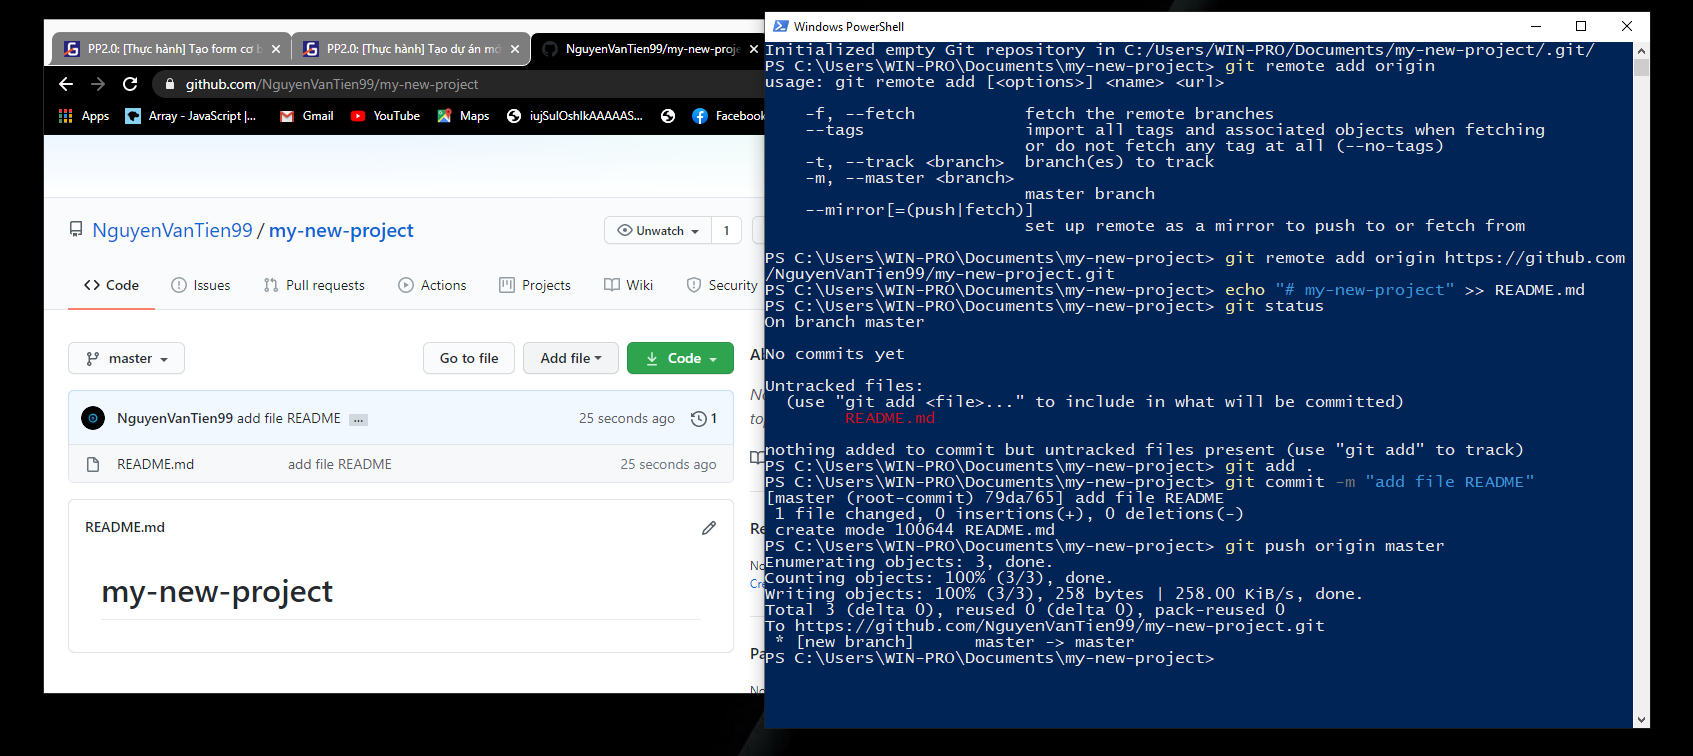 PP2.0: [Thực hành] Tạo form cơ b
PP2.0: [Thực hành] Tạo dự án mớ
NguyenVanTien99/my-new-proje
github.com/NguyenVanTien99/my-new-project
Apps
Array - JavaScript |...
Gmail
YouTube
Maps
Facebook
NguyenVanTien99 / my-new-project
Unwatch
1
Code
Issues
Pull requests
Actions
Projects
Wiki
Security
master
Go to file
Add file
Code
NguyenVanTien99 add file README ...
25 seconds ago
1
README.md
add file README
25 seconds ago
README.md
my-new-project
Windows PowerShell
Initialized empty Git repository in C:/Users/WIN-PRO/Documents/my-new-project/.git/
PS C:\Users\WIN-PRO\Documents\my-new-project> git remote add origin
usage: git remote add [<options>] <name> <url>
-f, --fetch fetch the remote branches
--tags import all tags and associated objects when fetching
or do not fetch any tag at all (--no-tags)
-t, --track <branch> branch(es) to track
-m, --master <branch>
master branch
--mirror[=(push|fetch)]
set up remote as a mirror to push to or fetch from
PS C:\Users\WIN-PRO\Documents\my-new-project> git remote add origin https://github.com
/NguyenVanTien99/my-new-project.git
PS C:\Users\WIN-PRO\Documents\my-new-project> echo "# my-new-project" >> README.md
PS C:\Users\WIN-PRO\Documents\my-new-project> git status
On branch master
No commits yet
Untracked files:
(use "git add <file>..." to include in what will be committed)
README.md
nothing added to commit but untracked files present (use "git add" to track)
PS C:\Users\WIN-PRO\Documents\my-new-project> git add .
PS C:\Users\WIN-PRO\Documents\my-new-project> git commit -m "add file README"
[master (root-commit) 79da765] add file README
1 file changed, 0 insertions(+), 0 deletions(-)
create mode 100644 README.md
PS C:\Users\WIN-PRO\Documents\my-new-project> git push origin master
Enumerating objects: 3, done.
Counting objects: 100% (3/3), done.
Writing objects: 100% (3/3), 258 bytes | 258.00 KiB/s, done.
Total 3 (delta 0), reused 0 (delta 0), pack-reused 0
To https://github.com/NguyenVanTien99/my-new-project.git
* [new branch] master -> master
PS C:\Users\WIN-PRO\Documents\my-new-project>